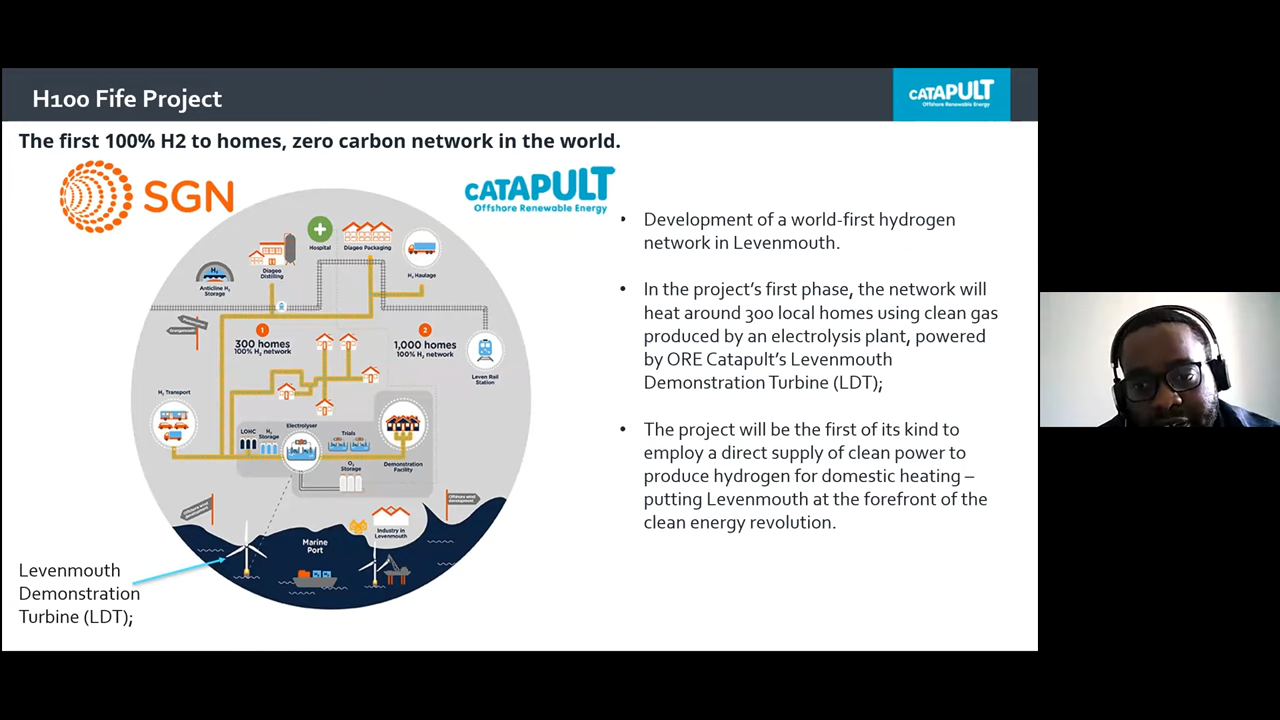 H100 Fife Project
CATAPULT
Offshore Renewable Energy
The first 100% H2 to homes, zero carbon network in the world.
SGN
CATAPULT
Offshore Renewable Energy
Hospital
Diageo Packaging
Diageo
Distilling
H₂ Haulage
H₂
Anticline H₂
Storage
1
300 homes
100% H₂ network
2
1,000 homes
100% H₂ network
Leven Rail
Station
H₂ Transport
LOHC
H₂
Storage
Electrolyser
Trials
O₂
Storage
Demonstration
Facility
Offshore wind
development
Industry in
Levenmouth
Marine
Port
Levenmouth
Demonstration
Turbine (LDT);
• Development of a world-first hydrogen
network in Levenmouth.
• In the project’s first phase, the network will
heat around 300 local homes using clean gas
produced by an electrolysis plant, powered
by ORE Catapult’s Levenmouth
Demonstration Turbine (LDT);
• The project will be the first of its kind to
employ a direct supply of clean power to
produce hydrogen for domestic heating –
putting Levenmouth at the forefront of the
clean energy revolution.